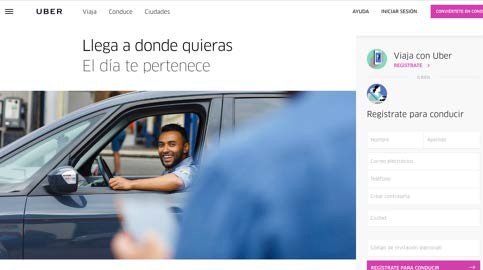 UBER
Viaja
Conduce
Ciudades
AYUDA
INICIAR SESIÓN
CONVIÉRTETE EN COND
Llega a donde quieras
El día te pertenece
Viaja con Uber
REGÍSTRATE >
UBER
Regístrate para conducir
Nombre
Apellido
Correo electrónico
Teléfono
Crear contraseña
Ciudad
Código de invitación (opcional)
REGÍSTRATE PARA CONDUCIR →